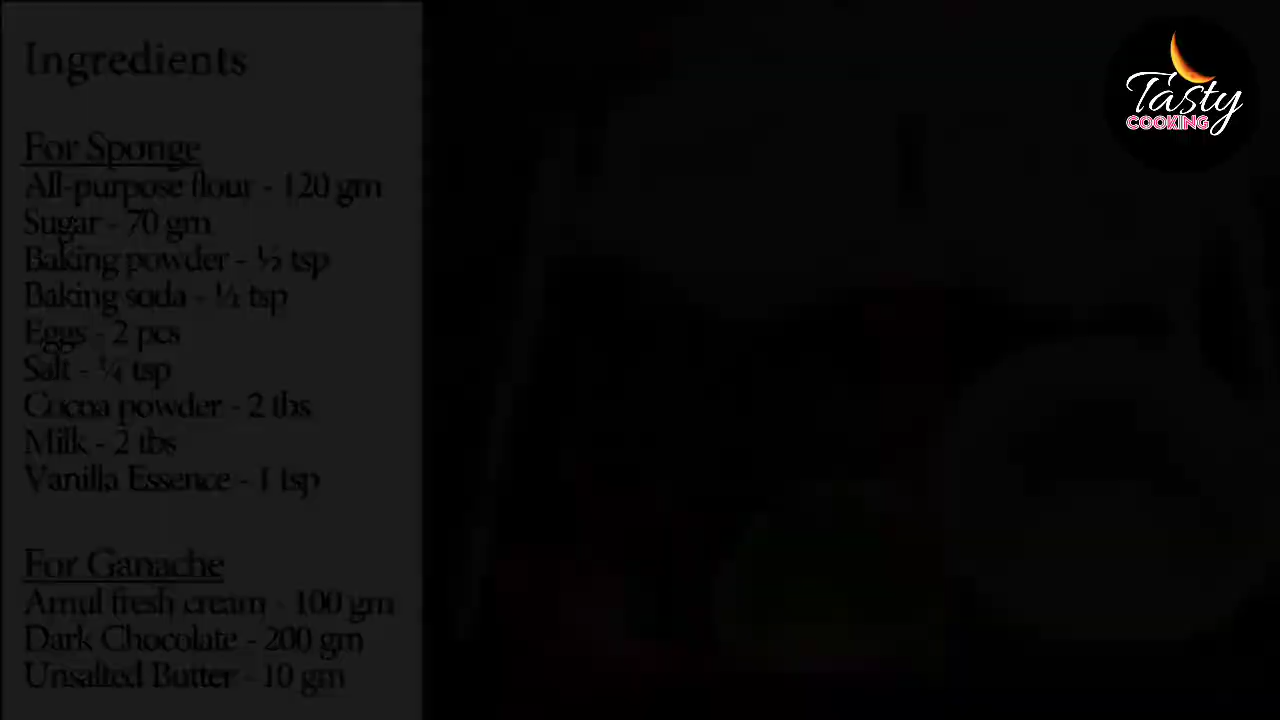 Ingredients
For Sponge
All-purpose flour - 120 gm
Sugar - 70 gm
Baking powder - ½ tsp
Baking soda - ½ tsp
Eggs - 2 pcs
Salt - ¼ tsp
Cocoa powder - 2 tbs
Milk - 2 tbs
Vanilla Essence - 1 tsp
For Ganache
Amul fresh cream - 100 gm
Dark Chocolate - 200 gm
Unsalted Butter - 10 gm
Tasty
COOKING